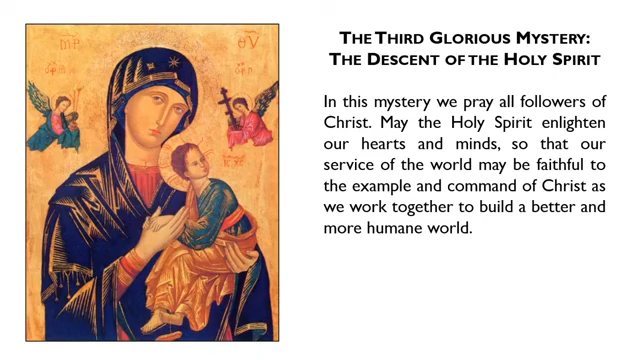 THE THIRD GLORIOUS MYSTERY:
THE DESCENT OF THE HOLY SPIRIT
In this mystery we pray all followers of
Christ. May the Holy Spirit enlighten
our hearts and minds, so that our
service of the world may be faithful to
the example and command of Christ as
we work together to build a better and
more humane world.